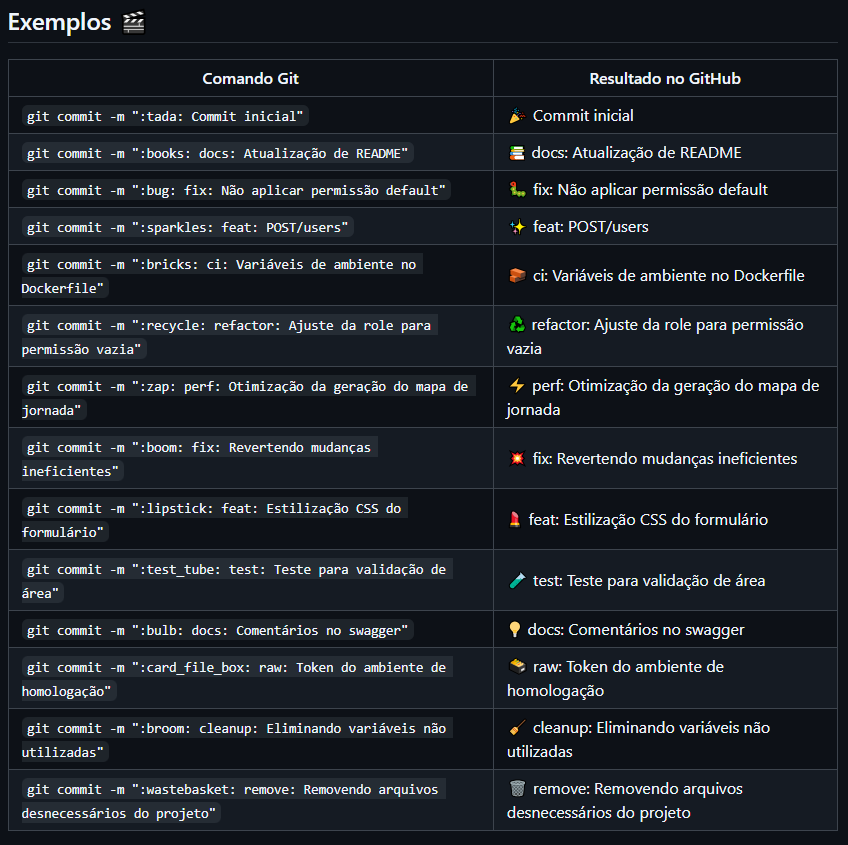 Exemplos 🎬
Comando Git
Resultado no GitHub
git commit -m ":tada: Commit inicial"
🎉 Commit inicial
git commit -m ":books: docs: Atualização de README"
📚 docs: Atualização de README
git commit -m ":bug: fix: Não aplicar permissão default"
🐛 fix: Não aplicar permissão default
git commit -m ":sparkles: feat: POST/users"
✨ feat: POST/users
git commit -m ":bricks: ci: Variáveis de ambiente no
Dockerfile"
🧱 ci: Variáveis de ambiente no Dockerfile
git commit -m ":recycle: refactor: Ajuste da role para
permissão vazia"
♻️ refactor: Ajuste da role para permissão
vazia
git commit -m ":zap: perf: Otimização da geração do mapa de
jornada"
⚡ perf: Otimização da geração do mapa de
jornada
git commit -m ":boom: fix: Revertendo mudanças
ineficientes"
💥 fix: Revertendo mudanças ineficientes
git commit -m ":lipstick: feat: Estilização CSS do
formulário"
💄 feat: Estilização CSS do formulário
git commit -m ":test_tube: test: Teste para validação de
área"
🧪 test: Teste para validação de área
git commit -m ":bulb: docs: Comentários no swagger"
💡 docs: Comentários no swagger
git commit -m ":card_file_box: raw: Token do ambiente de
homologação"
🗃️ raw: Token do ambiente de
homologação
git commit -m ":broom: cleanup: Eliminando variáveis não
utilizadas"
🧹 cleanup: Eliminando variáveis não
utilizadas
git commit -m ":wastebasket: remove: Removendo arquivos
desnecessários do projeto"
🗑️ remove: Removendo arquivos
desnecessários do projeto